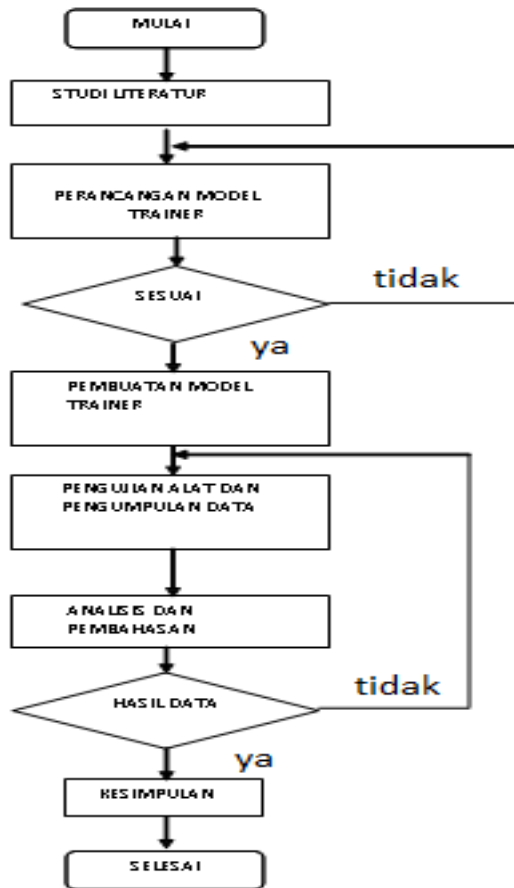 MULAI
STUDI LITERATUR
PERANCANGAN MODEL
TRAINER
SESUAI
tidak
ya
PEMBUATAN MODEL
TRAINER
PENGUJIAN ALAT DAN
PENGUMPULAN DATA
ANALISIS DAN
PEMBAHASAN
HASIL DATA
tidak
ya
KESIMPULAN
SELESAI